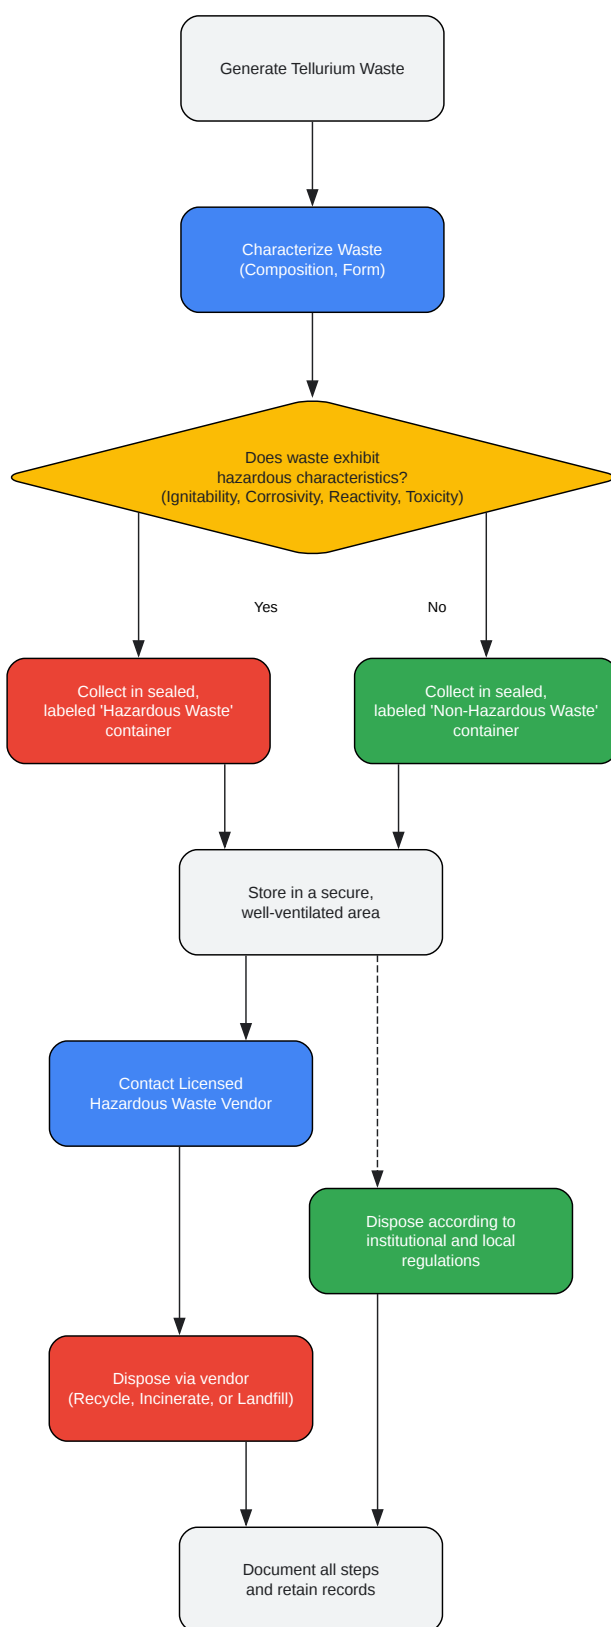 Generate Tellurium Waste
Characterize Waste
(Composition, Form)
Does waste exhibit
hazardous characteristics?
(Ignitability, Corrosivity, Reactivity, Toxicity)
Yes
No
Collect in sealed,
labeled 'Hazardous Waste'
container
Collect in sealed,
labeled 'Non-Hazardous Waste'
container
Store in a secure,
well-ventilated area
Contact Licensed
Hazardous Waste Vendor
Dispose according to
institutional and local
regulations
Dispose via vendor
(Recycle, Incinerate, or Landfill)
Document all steps
and retain records